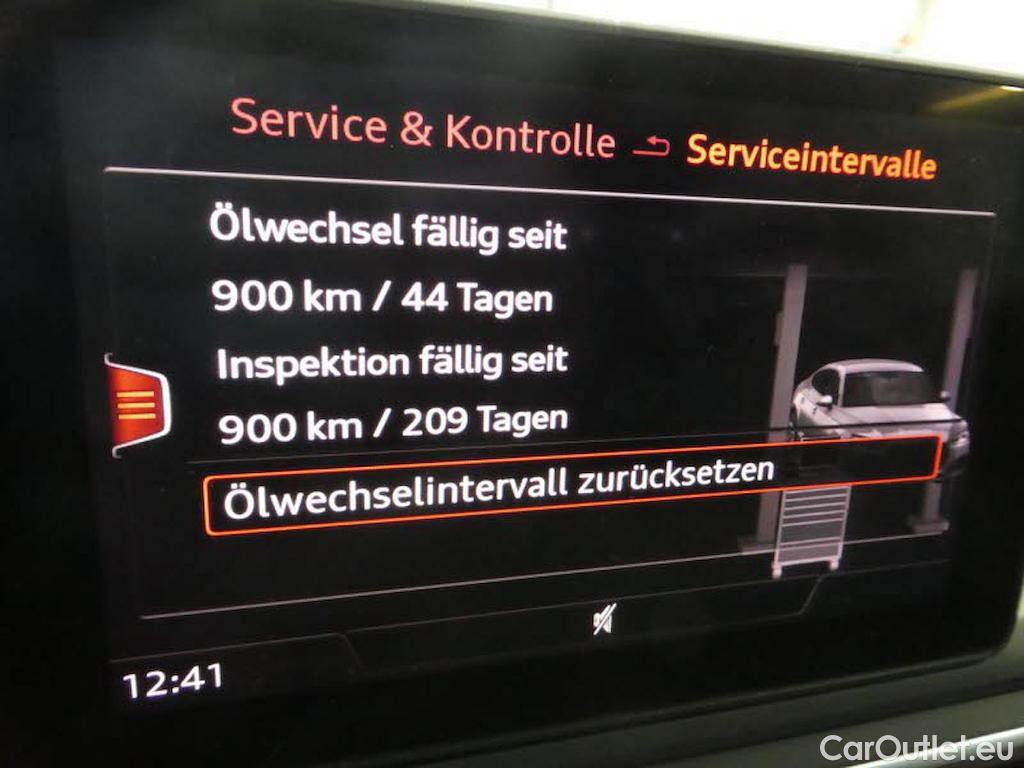 Service & Kontrolle Serviceintervalle
Ölwechsel fällig seit
900 km / 44 Tagen
Inspektion fällig seit
900 km / 209 Tagen
Ölwechselintervall zurücksetzen
12:41
CarOutlet.eu